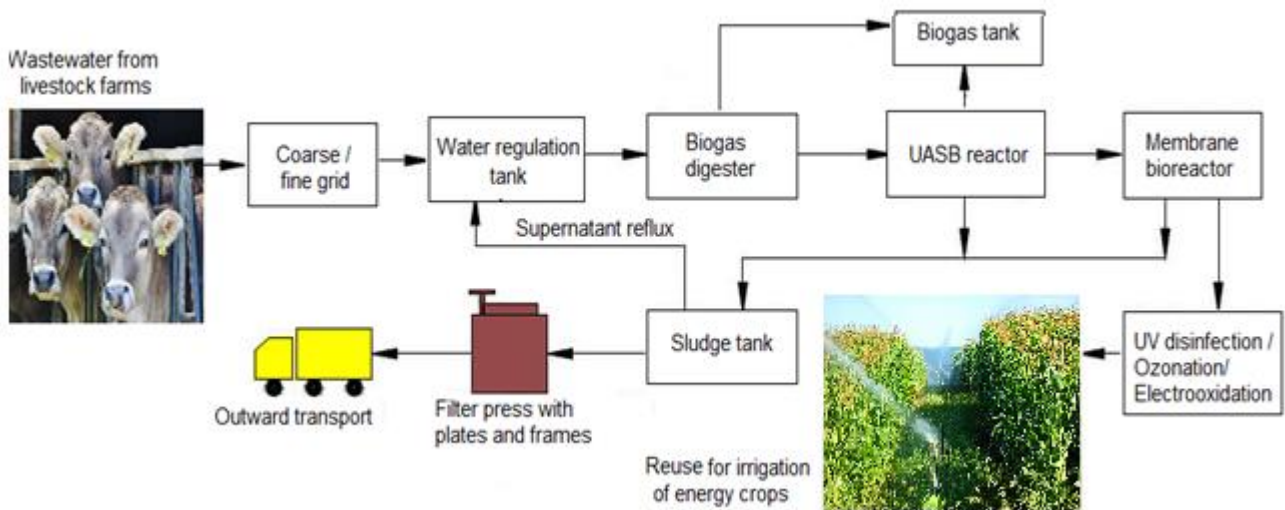 Wastewater from
livestock farms
Coarse /
fine grid
Water regulation
tank
Biogas
digester
Biogas tank
UASB reactor
Membrane
bioreactor
Supernatant reflux
Sludge tank
UV disinfection /
Ozonation/
Electrooxidation
Outward transport
Filter press with
plates and frames
Reuse for irrigation
of energy crops